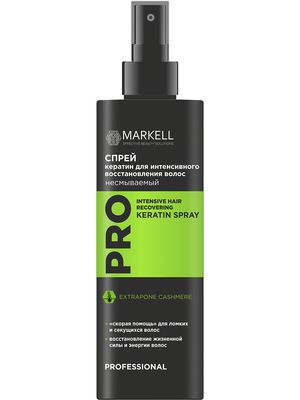 MARKELL
EFFECTIVE BEAUTY SOLUTIONS
СПРЕЙ
кератин для интенсивного
восстановления волос
несмываемый
PRO
INTENSIVE HAIR
RECOVERING
KERATIN SPRAY
EXTRAPONE CASHMERE
• «скорая помощь» для ломких
и секущихся волос
• восстановление жизненной
силы и энергии волос
PROFESSIONAL